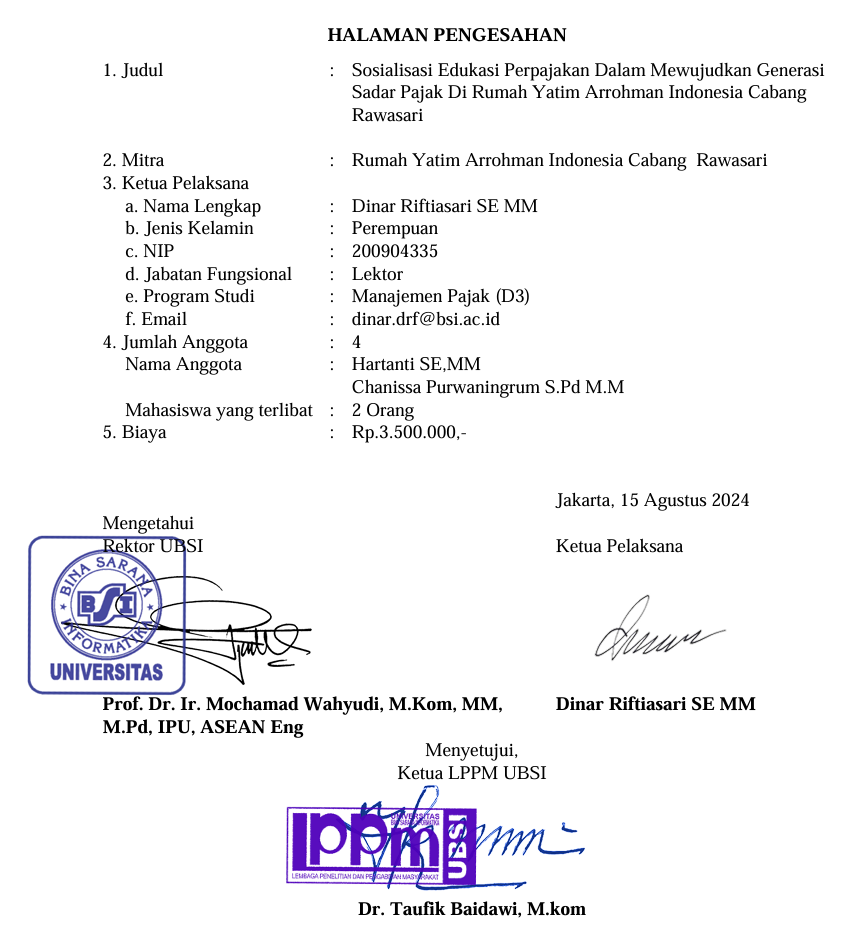 HALAMAN PENGESAHAN
1. Judul : Sosialisasi Edukasi Perpajakan Dalam Mewujudkan Generasi
Sadar Pajak Di Rumah Yatim Arrohman Indonesia Cabang
Rawasari
2. Mitra : Rumah Yatim Arrohman Indonesia Cabang Rawasari
3. Ketua Pelaksana
a. Nama Lengkap : Dinar Riftiasari SE MM
b. Jenis Kelamin : Perempuan
c. NIP : 200904335
d. Jabatan Fungsional : Lektor
e. Program Studi : Manajemen Pajak (D3)
f. Email : dinar.drf@bsi.ac.id
4. Jumlah Anggota : 4
Nama Anggota : Hartanti SE,MM
Chanissa Purwaningrum S.Pd M.M
Mahasiswa yang terlibat : 2 Orang
5. Biaya : Rp.3.500.000,-
Jakarta, 15 Agustus 2024
Mengetahui
Rektor UBSI Ketua Pelaksana
BINA SARANA
BSI
INFORMATIKA
UNIVERSITAS
Prof. Dr. Ir. Mochamad Wahyudi, M.Kom, MM, Dinar Riftiasari SE MM
M.Pd, IPU, ASEAN Eng
Menyetujui,
Ketua LPPM UBSI
UNIVERSITAS
BINA SARANA INFORMATIKA
lppm
UBSI
LEMBAGA PENELITIAN DAN PENGABDIAN MASYARAKAT
Dr. Taufik Baidawi, M.kom